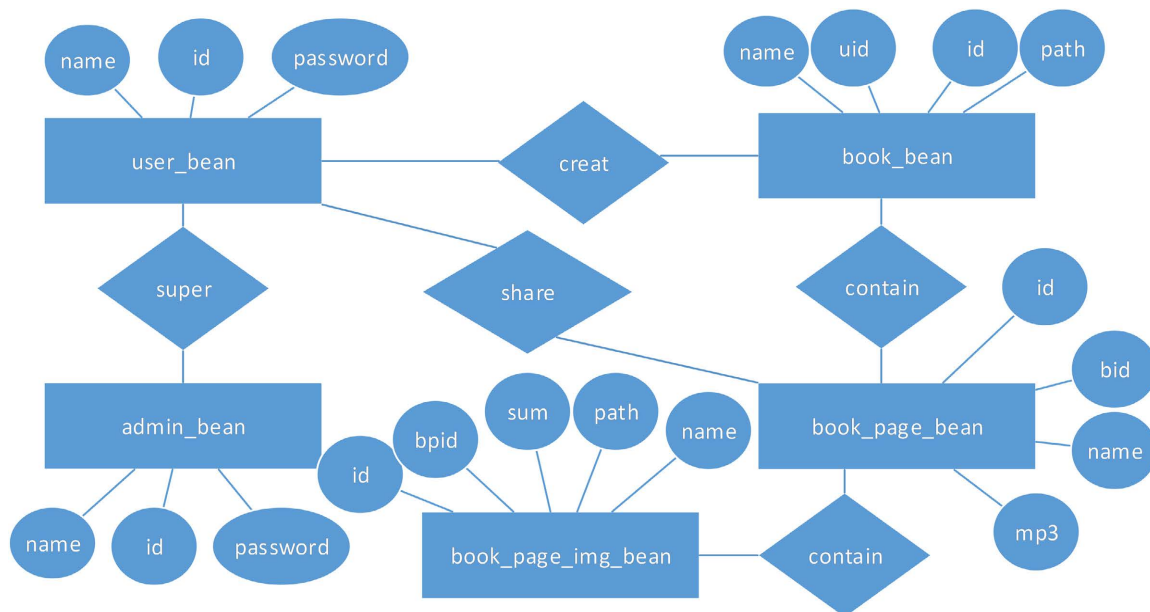 name
id
password
name
uid
id
path
user_bean
creat
book_bean
super
share
contain
id
bid
name
mp3
admin_bean
book_page_bean
sum
path
name
bpid
id
name
id
password
book_page_img_bean
contain